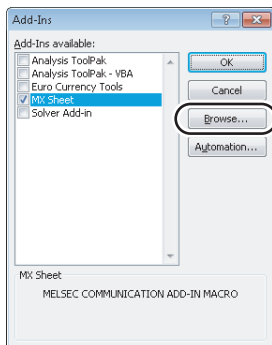 Add-Ins
Add-Ins available:
Analysis ToolPak
Analysis ToolPak - VBA
Euro Currency Tools
MX Sheet
Solver Add-in
OK
Cancel
Browse...
Automation...
MX Sheet
MELSEC COMMUNICATION ADD-IN MACRO